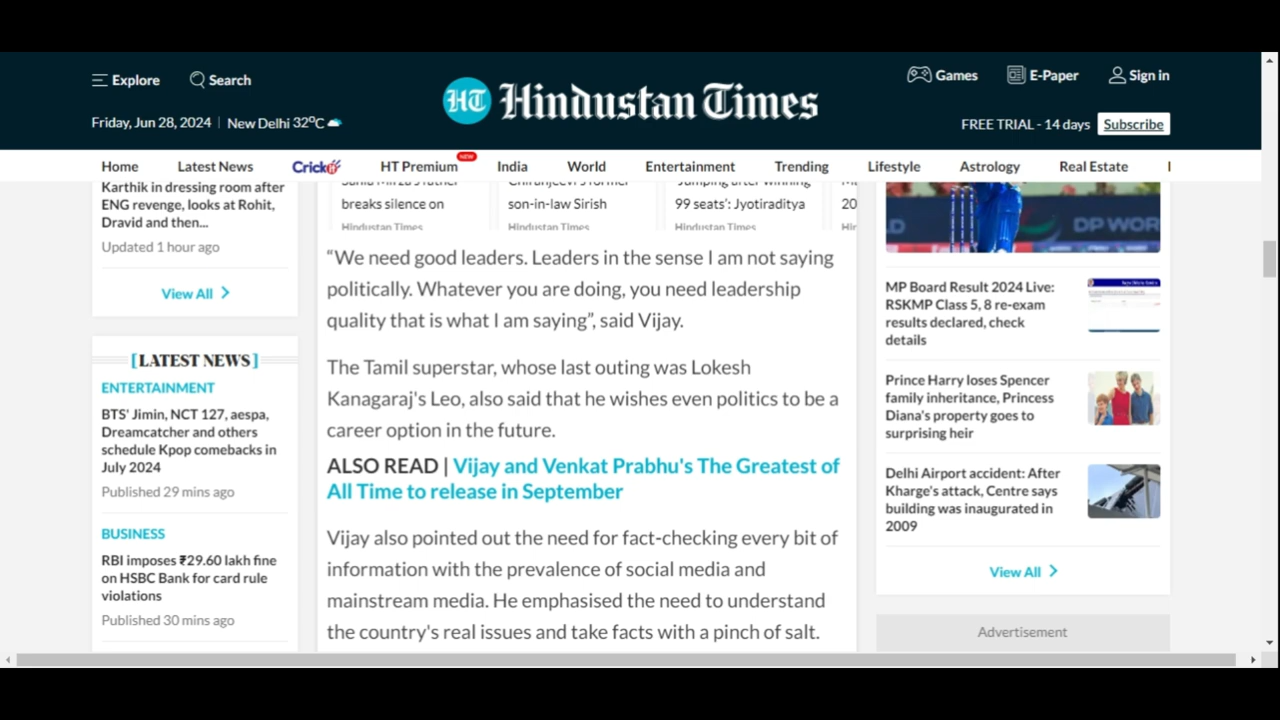 Explore
Search
HT
Hindustan Times
Games
E-Paper
Sign in
Friday, Jun 28, 2024
New Delhi 32°C
FREE TRIAL - 14 days
Subscribe
Home
Latest News
Crickit
HT Premium
NEW
India
World
Entertainment
Trending
Lifestyle
Astrology
Real Estate
Karthik in dressing room after
ENG revenge, looks at Rohit,
Dravid and then...
Updated 1 hour ago
View All
[LATEST NEWS]
ENTERTAINMENT
BTS' Jimin, NCT 127, aespa,
Dreamcatcher and others
schedule Kpop comebacks in
July 2024
Published 29 mins ago
BUSINESS
RBI imposes ₹29.60 lakh fine
on HSBC Bank for card rule
violations
Published 30 mins ago
Sania Mirza's father
breaks silence on
Hindustan Times
Chiranjeevi's former
son-in-law Sirish
Hindustan Times
'Jumping after winning
99 seats': Jyotiraditya
Hindustan Times
20
“We need good leaders. Leaders in the sense I am not saying
politically. Whatever you are doing, you need leadership
quality that is what I am saying”, said Vijay.
The Tamil superstar, whose last outing was Lokesh
Kanagaraj's Leo, also said that he wishes even politics to be a
career option in the future.
ALSO READ | Vijay and Venkat Prabhu's The Greatest of
All Time to release in September
Vijay also pointed out the need for fact-checking every bit of
information with the prevalence of social media and
mainstream media. He emphasised the need to understand
the country's real issues and take facts with a pinch of salt.
DP WOR
MP Board Result 2024 Live:
RSKMP Class 5, 8 re-exam
results declared, check
details
Prince Harry loses Spencer
family inheritance, Princess
Diana's property goes to
surprising heir
Delhi Airport accident: After
Kharge's attack, Centre says
building was inaugurated in
2009
View All
Advertisement